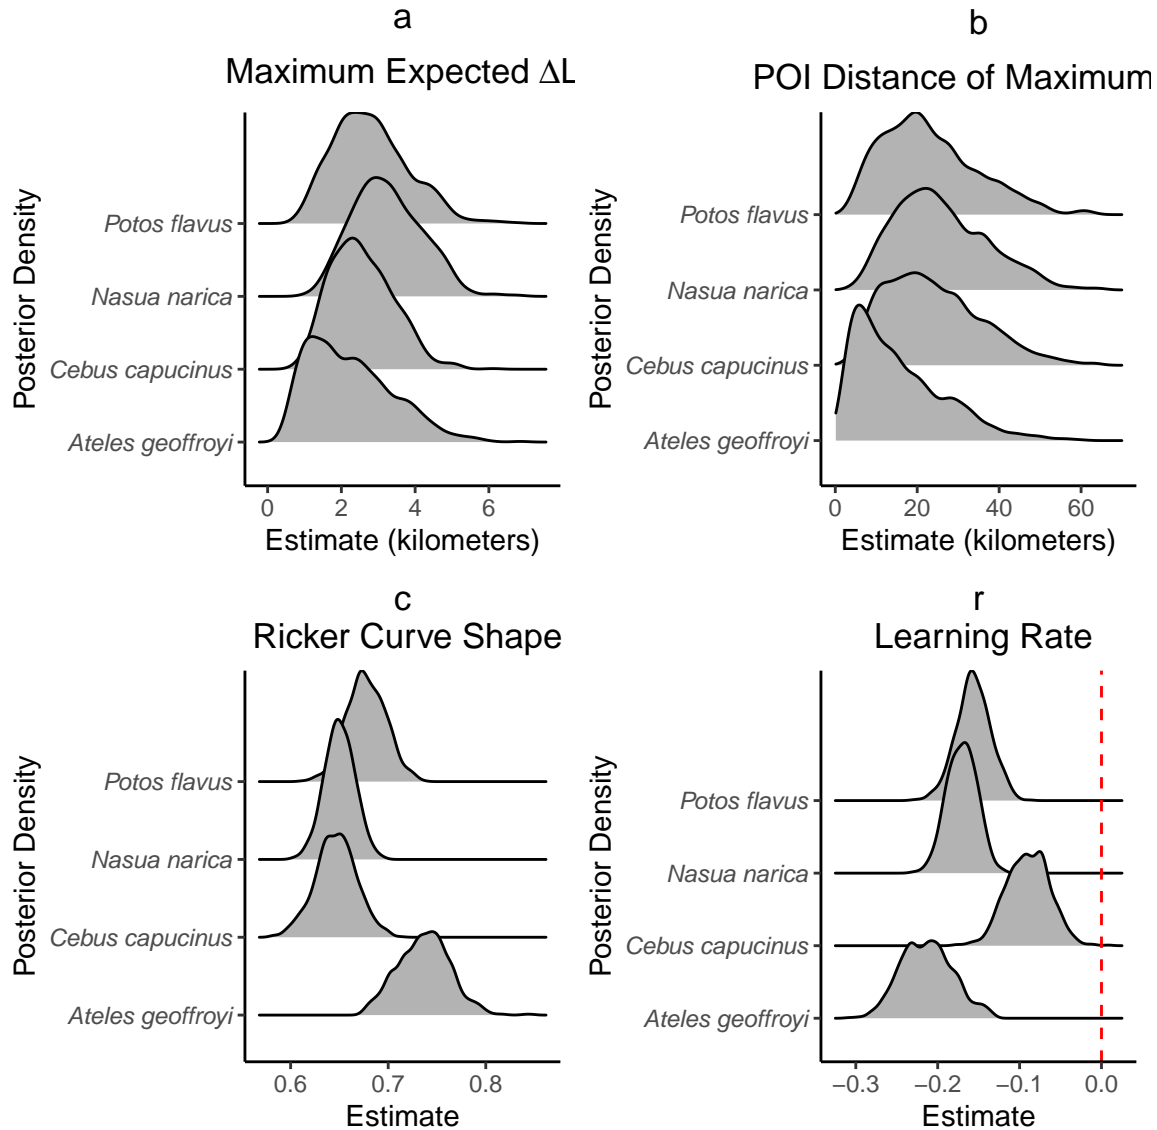 a
Maximum Expected ΔL
Posterior Density
Potos flavus
Nasua narica
Cebus capucinus
Ateles geoffroyi
0 2 4 6
Estimate (kilometers)
b
POI Distance of Maximum
Posterior Density
Potos flavus
Nasua narica
Cebus capucinus
Ateles geoffroyi
0 20 40 60
Estimate (kilometers)
c
Ricker Curve Shape
Posterior Density
Potos flavus
Nasua narica
Cebus capucinus
Ateles geoffroyi
0.6 0.7 0.8
Estimate
r
Learning Rate
Posterior Density
Potos flavus
Nasua narica
Cebus capucinus
Ateles geoffroyi
−0.3 −0.2 −0.1 0.0
Estimate